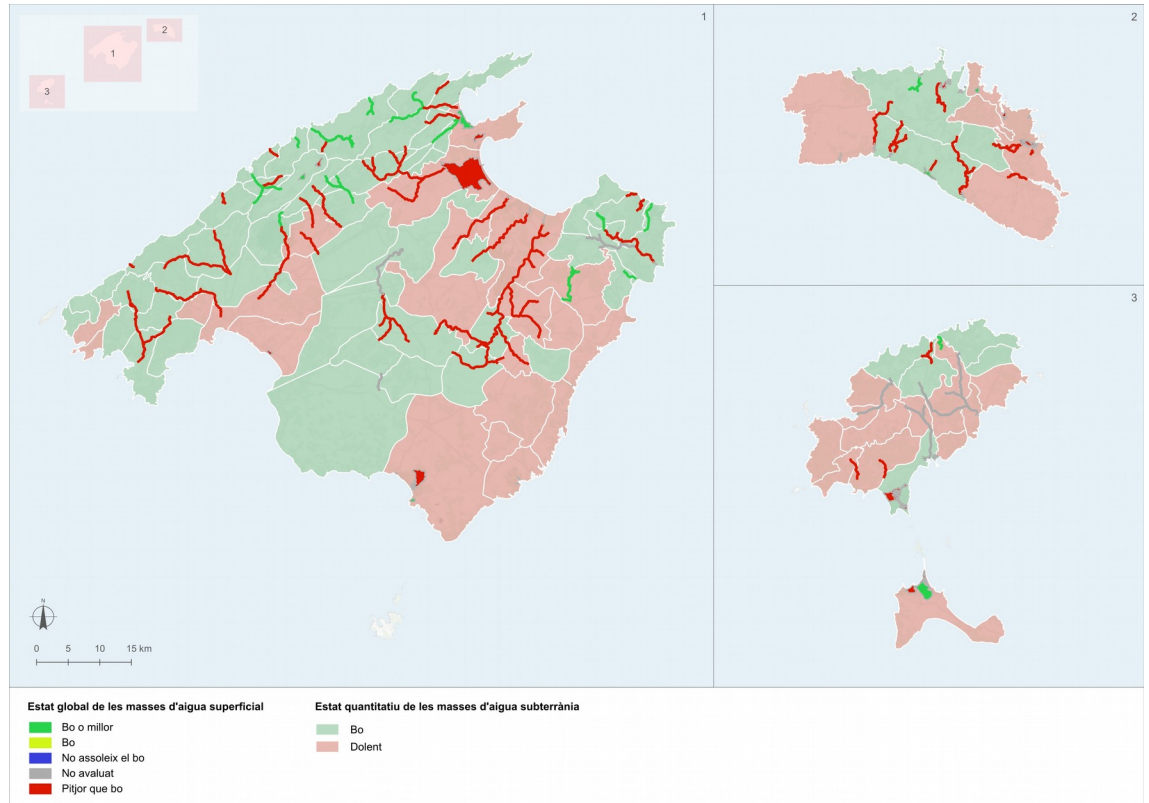 1
2
3
1
2
3
N
0 5 10 15 km
Estat global de les masses d'aigua superficial
Bo o millor
Bo
No assoleix el bo
No avaluat
Pitjor que bo
Estat quantitatiu de les masses d'aigua subterrània
Bo
Dolent